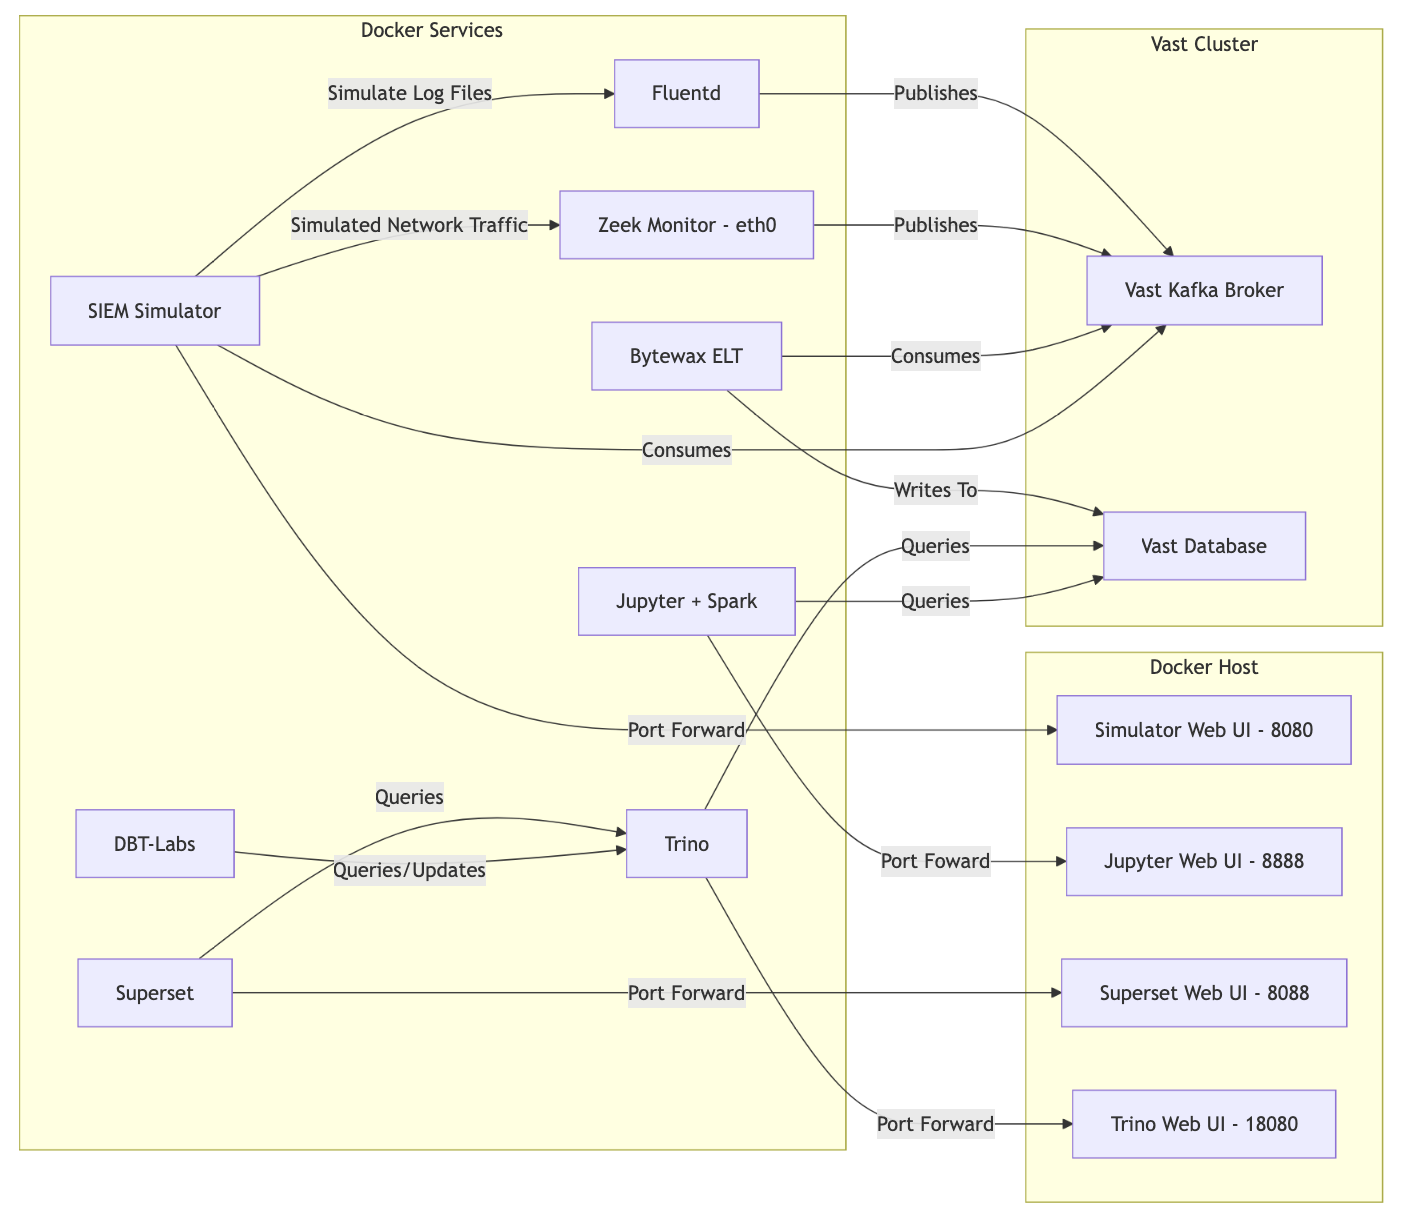 Docker Services
Vast Cluster
Simulate Log Files
Fluentd
Publishes
Simulated Network Traffic
Zeek Monitor - eth0
Publishes
SIEM Simulator
Vast Kafka Broker
Bytewax ELT
Consumes
Consumes
Writes To
Queries
Vast Database
Jupyter + Spark
Queries
Docker Host
Port Forward
Simulator Web UI - 8080
Queries
DBT-Labs
Trino
Queries/Updates
Port Foward
Jupyter Web UI - 8888
Superset
Port Forward
Superset Web UI - 8088
Port Forward
Trino Web UI - 18080